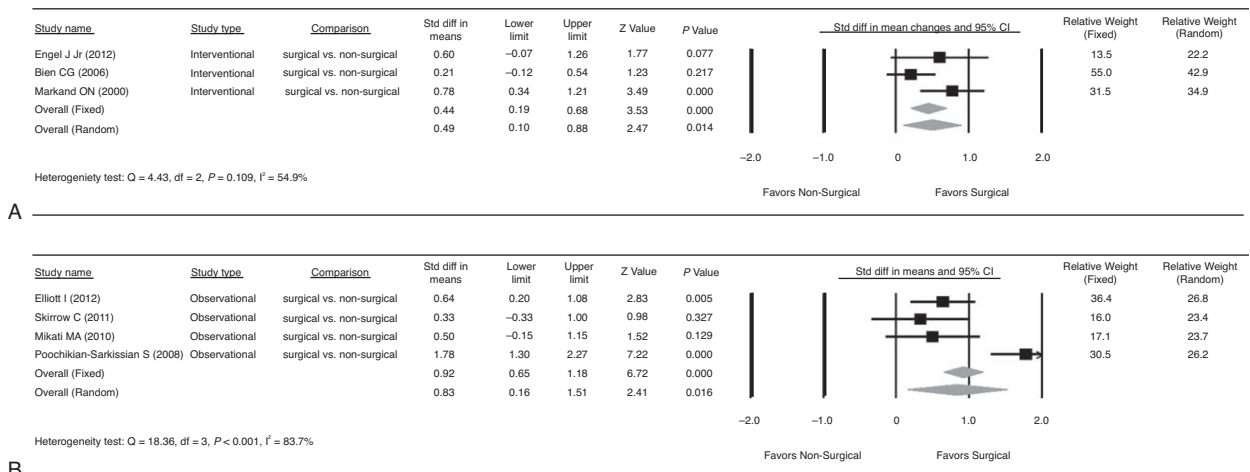 Study name Study type Comparison Std diff in means Lower limit Upper limit Z Value P Value Std diff in mean changes and 95% CI Relative Weight (Fixed) Relative Weight (Random)
Engel J Jr (2012) Interventional surgical vs. non-surgical 0.60 −0.07 1.26 1.77 0.077 13.5 22.2
Bien CG (2006) Interventional surgical vs. non-surgical 0.21 −0.12 0.54 1.23 0.217 55.0 42.9
Markand ON (2000) Interventional surgical vs. non-surgical 0.78 0.34 1.21 3.49 0.000 31.5 34.9
Overall (Fixed) 0.44 0.19 0.68 3.53 0.000
Overall (Random) 0.49 0.10 0.88 2.47 0.014
−2.0 −1.0 0 1.0 2.0
Heterogeniety test: Q = 4.43, df = 2, P = 0.109, I² = 54.9%
Favors Non-Surgical Favors Surgical
A
Study name Study type Comparison Std diff in means Lower limit Upper limit Z Value P Value Std diff in means and 95% CI Relative Weight (Fixed) Relative Weight (Random)
Elliott I (2012) Observational surgical vs. non-surgical 0.64 0.20 1.08 2.83 0.005 36.4 26.8
Skirrow C (2011) Observational surgical vs. non-surgical 0.33 −0.33 1.00 0.98 0.327 16.0 23.4
Mikati MA (2010) Observational surgical vs. non-surgical 0.50 −0.15 1.15 1.52 0.129 17.1 23.7
Poochikian-Sarkissian S (2008) Observational surgical vs. non-surgical 1.78 1.30 2.27 7.22 0.000 30.5 26.2
Overall (Fixed) 0.92 0.65 1.18 6.72 0.000
Overall (Random) 0.83 0.16 1.51 2.41 0.016
−2.0 −1.0 0 1.0 2.0
Heterogeneity test: Q = 18.36, df = 3, P < 0.001, I² = 83.7%
Favors Non-Surgical Favors Surgical
B